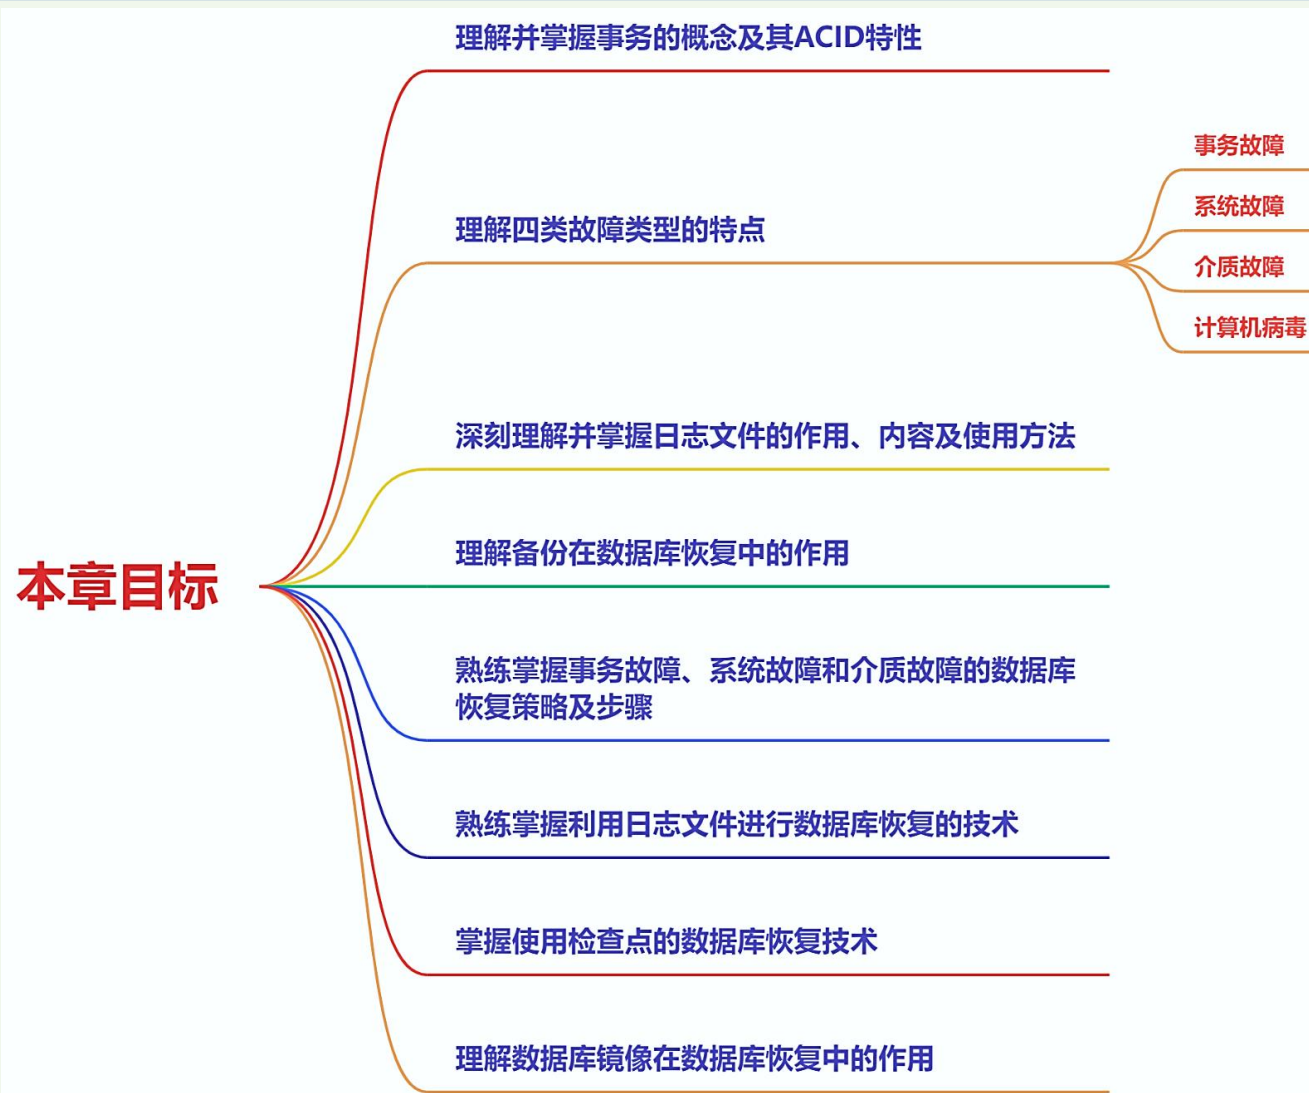 本章目标
理解并掌握事务的概念及其ACID特性
理解四类故障类型的特点
事务故障
系统故障
介质故障
计算机病毒
深刻理解并掌握日志文件的作用、内容及使用方法
理解备份在数据库恢复中的作用
熟练掌握事务故障、系统故障和介质故障的数据库
恢复策略及步骤
熟练掌握利用日志文件进行数据库恢复的技术
掌握使用检查点的数据库恢复技术
理解数据库镜像在数据库恢复中的作用